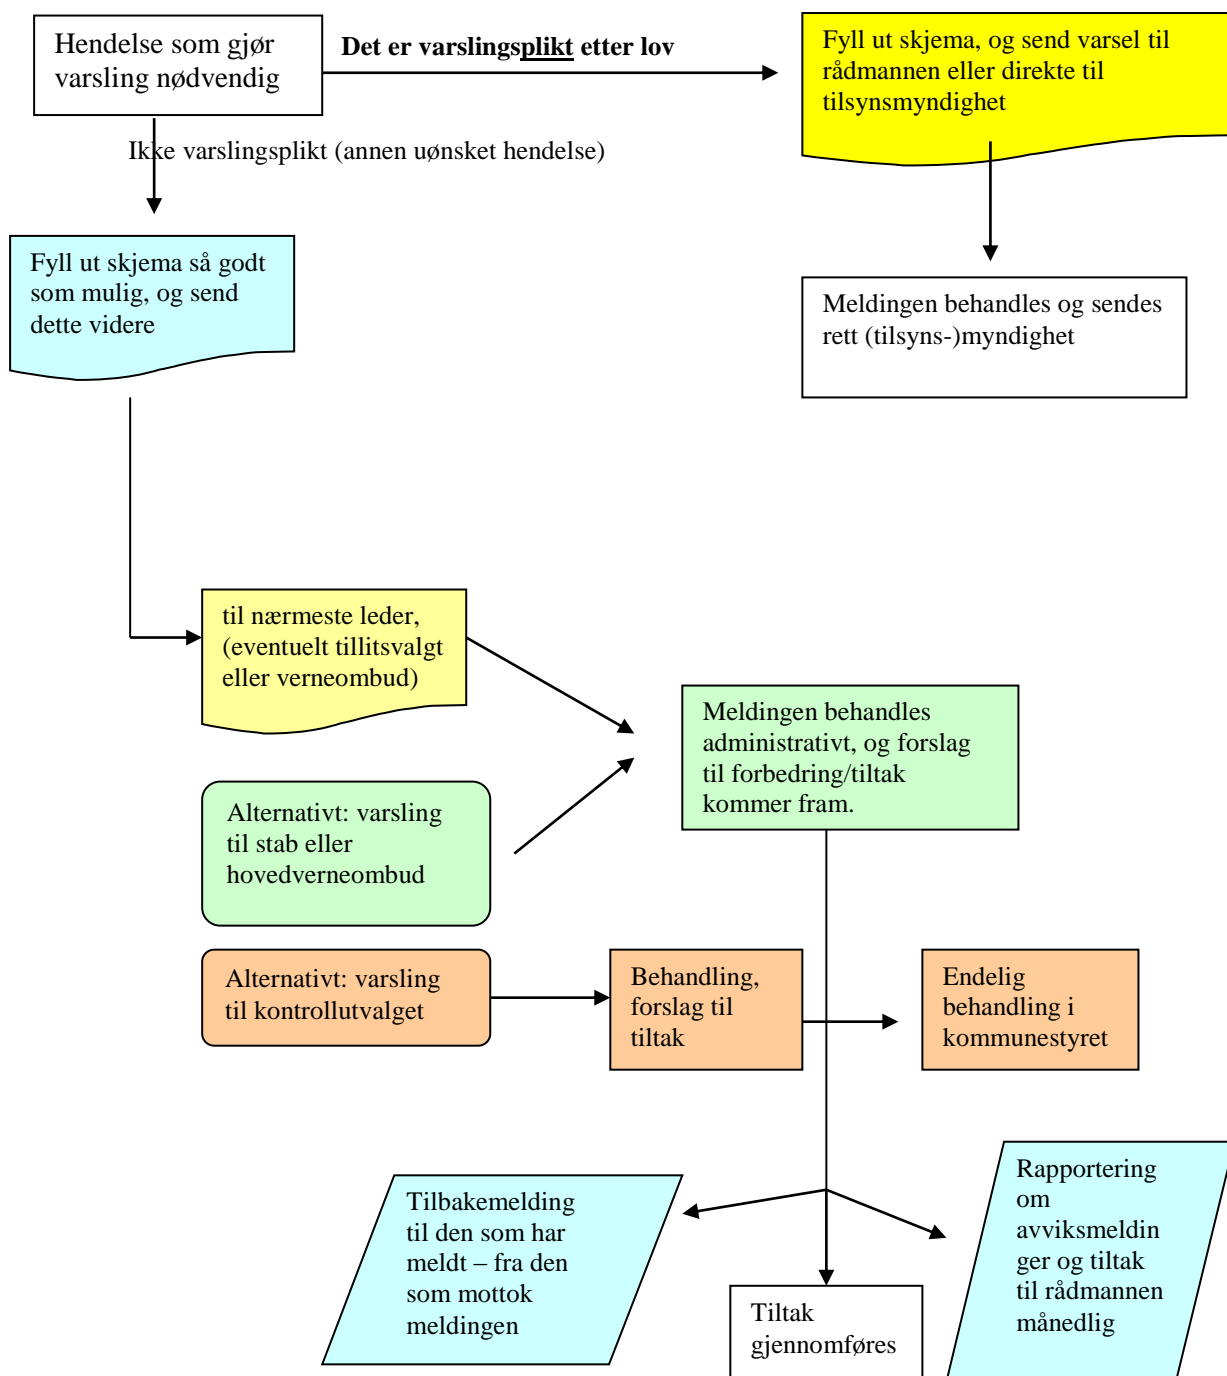 Hendelse som gjør
varsling nødvendig
Det er varslingsplikt etter lov
Fyll ut skjema, og send varsel til
rådmannen eller direkte til
tilsynsmyndighet
Ikke varslingsplikt (annen uønsket hendelse)
Fyll ut skjema så godt
som mulig, og send
dette videre
Meldingen behandles og sendes
rett (tilsyns-)myndighet
til nærmeste leder,
(eventuelt tillitsvalgt
eller verneombud)
Meldingen behandles
administrativt, og forslag
til forbedring/tiltak
kommer fram.
Alternativt: varsling
til stab eller
hovedverneombud
Alternativt: varsling
til kontrollutvalget
Behandling,
forslag til
tiltak
Endelig
behandling i
kommunestyret
Tilbakemelding
til den som har
meldt – fra den
som mottok
meldingen
Tiltak
gjennomføres
Rapportering
om
avviksmeldin
ger og tiltak
til rådmannen
månedlig